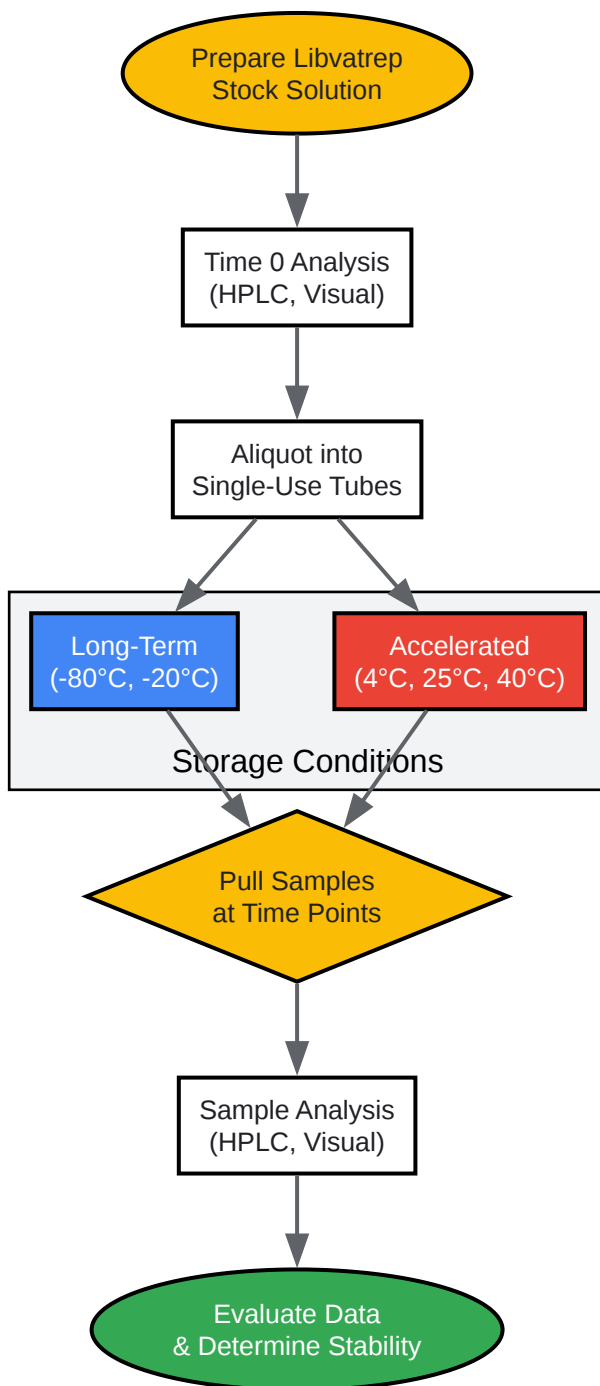 Prepare Libvatrep
Stock Solution
Time 0 Analysis
(HPLC, Visual)
Aliquot into
Single-Use Tubes
Long-Term
(-80°C, -20°C)
Accelerated
(4°C, 25°C, 40°C)
Storage Conditions
Pull Samples
at Time Points
Sample Analysis
(HPLC, Visual)
Evaluate Data
& Determine Stability